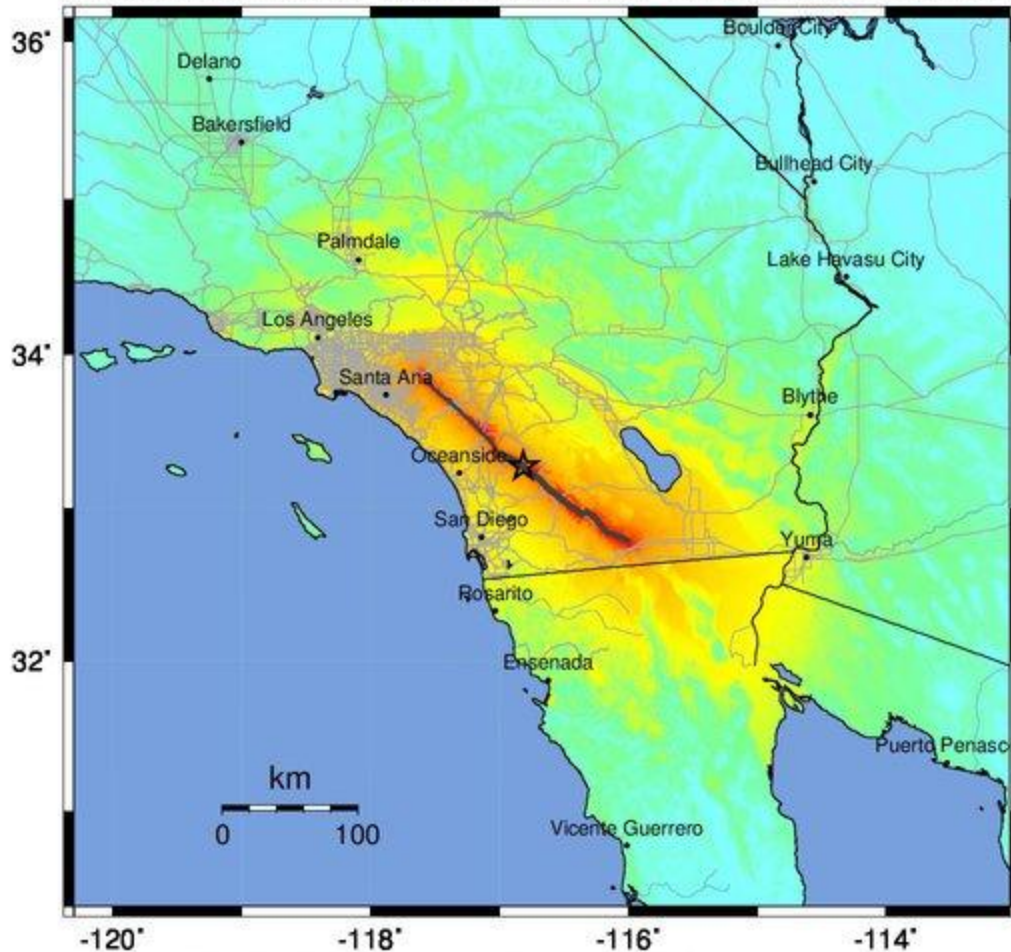 Boulder City
36°
Delano
Bakersfield
Bullhead City
Palmdale
Lake Havasu City
Los Angeles
34°
Santa Ana
Blythe
Oceanside
San Diego
Yuma
Rosarito
32°
Ensenada
Puerto Penasc
km
0 100
Vicente Guerrero
-120° -118° -116° -114°